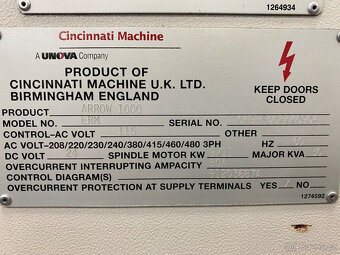 1264934
Cincinnati Machine
A UNOVA Company
PRODUCT OF
CINCINNATI MACHINE U.K. LTD.
BIRMINGHAM ENGLAND
KEEP DOORS
CLOSED
PRODUCT ARROW 1000
MODEL NO. ERM SERIAL NO.
CONTROL-AC VOLT 115 OTHER
AC VOLT-208/220/230/240/380/415/460/480 3PH HZ
DC VOLT SPINDLE MOTOR KW MAJOR KVA
OVERCURRENT INTERRUPTING AMPACITY
CONTROL DIAGRAM(S)
OVERCURRENT PROTECTION AT SUPPLY TERMINALS YES NO
1274592